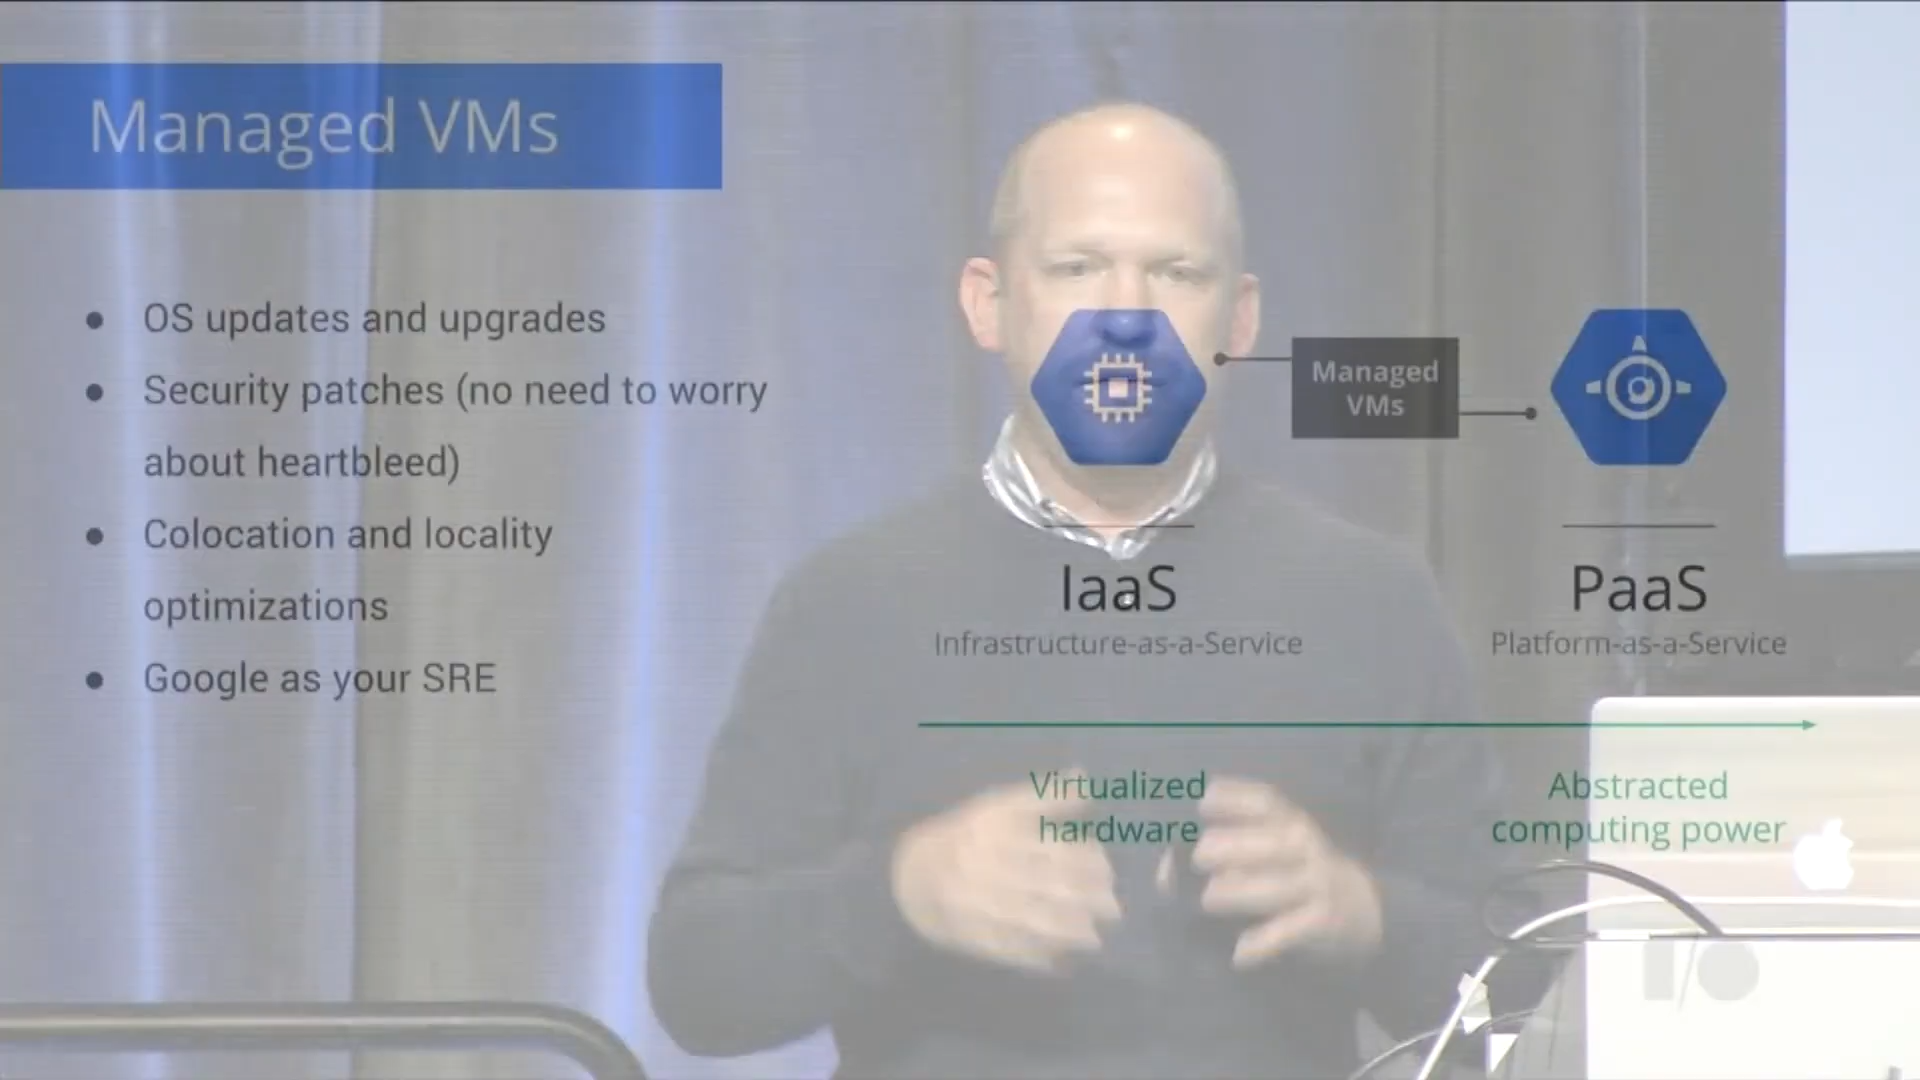 Managed VMs
OS updates and upgrades
Security patches (no need to worry
about heartbleed)
Colocation and locality
optimizations
Google as your SRE
Managed
VMs
IaaS
Infrastructure-as-a-Service
PaaS
Platform-as-a-Service
Virtualized
hardware
Abstracted
computing power
I/O